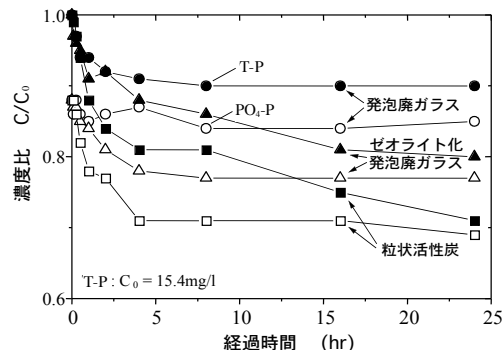 1.0
T-P
発泡廃ガラス
PO₄-P
ゼオライト化
発泡廃ガラス
0.8
粒状活性炭
T-P : C₀ = 15.4mg/l
0.6
0 5 10 15 20 25
経過時間 (hr)
濃度比 C/C₀